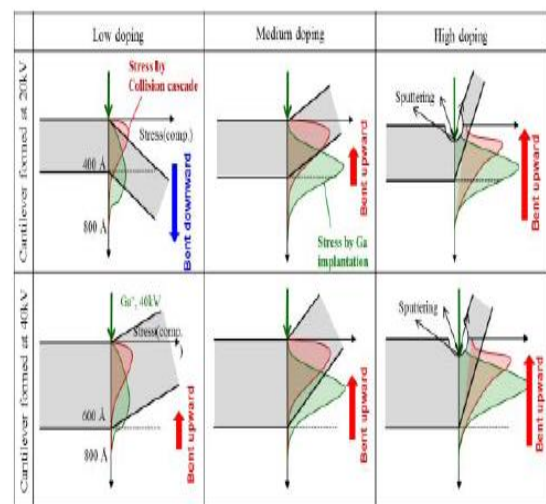 Low doping
Medium doping
High doping
Cantilever formed at 20kV
Stress by
Collision cascade
Stress(comp.)
400 Å
800 Å
Bent downward
Bent upward
Stress by Ga
implantation
Sputtering
Bent upward
Cantilever formed at 40kV
Ga⁺, 40kV
Stress(comp.
)
600 Å
800 Å
Bent upward
Bent upward
Sputtering
Bent upward